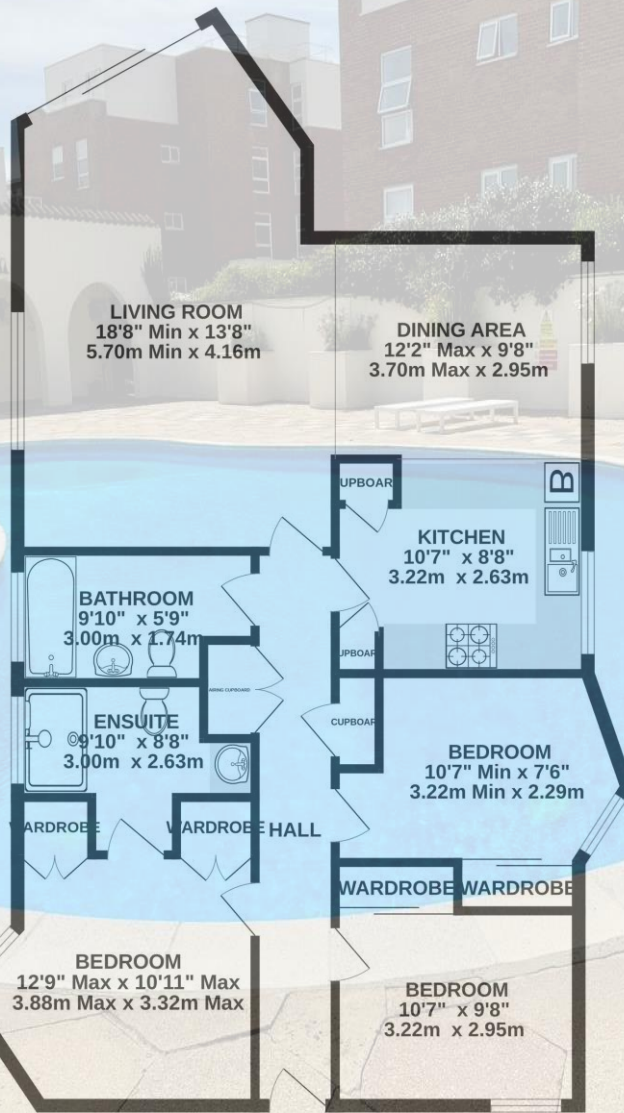 LIVING ROOM
18'8" Min x 13'8"
5.70m Min x 4.16m
DINING AREA
12'2" Max x 9'8"
3.70m Max x 2.95m
UPBOAR
B
KITCHEN
10'7" x 8'8"
3.22m x 2.63m
BATHROOM
9'10" x 5'9"
3.00m x 1.74m
UPBOAR
AIRING CUPBOARD
ENSUITE
9'10" x 8'8"
3.00m x 2.63m
CUPBOAR
BEDROOM
10'7" Min x 7'6"
3.22m Min x 2.29m
WARDROBE
WARDROBE
HALL
WARDROBE
WARDROBE
BEDROOM
12'9" Max x 10'11" Max
3.88m Max x 3.32m Max
BEDROOM
10'7" x 9'8"
3.22m x 2.95m